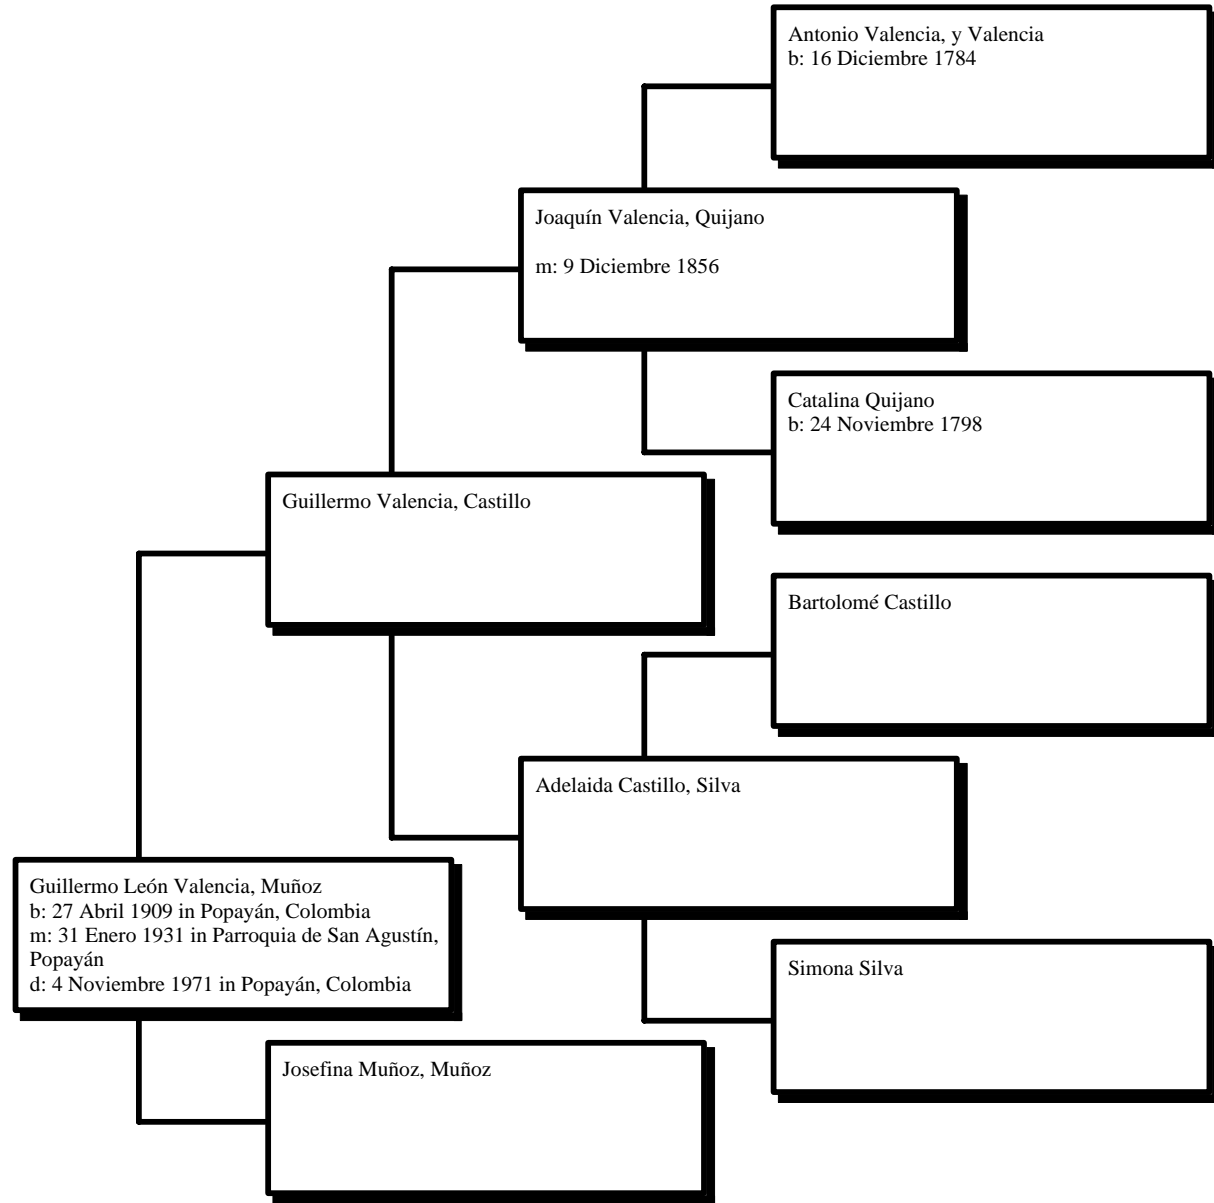 Antonio Valencia, y Valencia
b: 16 Diciembre 1784
Joaquín Valencia, Quijano
m: 9 Diciembre 1856
Catalina Quijano
b: 24 Noviembre 1798
Guillermo Valencia, Castillo
Bartolomé Castillo
Adelaida Castillo, Silva
Guillermo León Valencia, Muñoz
b: 27 Abril 1909 in Popayán, Colombia
m: 31 Enero 1931 in Parroquia de San Agustín,
Popayán
d: 4 Noviembre 1971 in Popayán, Colombia
Simona Silva
Josefina Muñoz, Muñoz